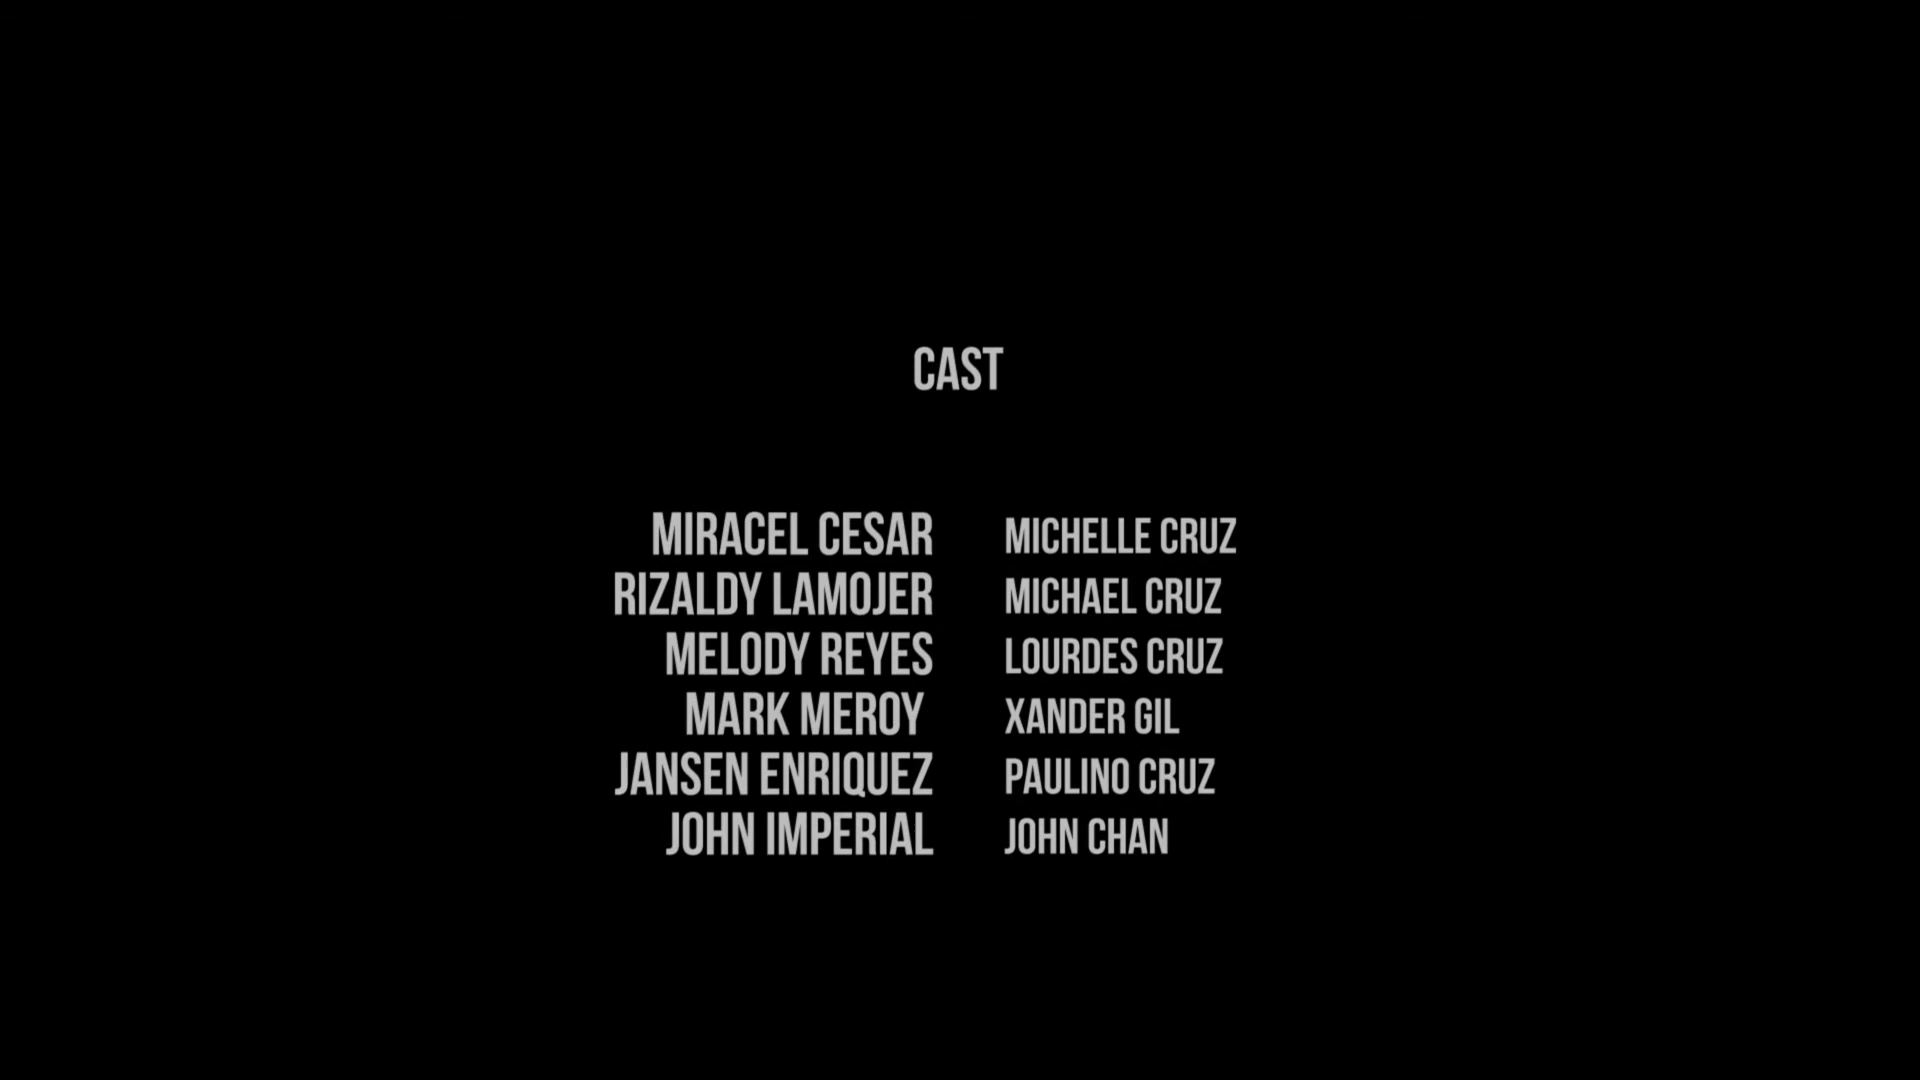 CAST
MIRACEL CESAR MICHELLE CRUZ
RIZALDY LAMOJER MICHAEL CRUZ
MELODY REYES LOURDES CRUZ
MARK MEROY XANDER GIL
JANSEN ENRIQUEZ PAULINO CRUZ
JOHN IMPERIAL JOHN CHAN